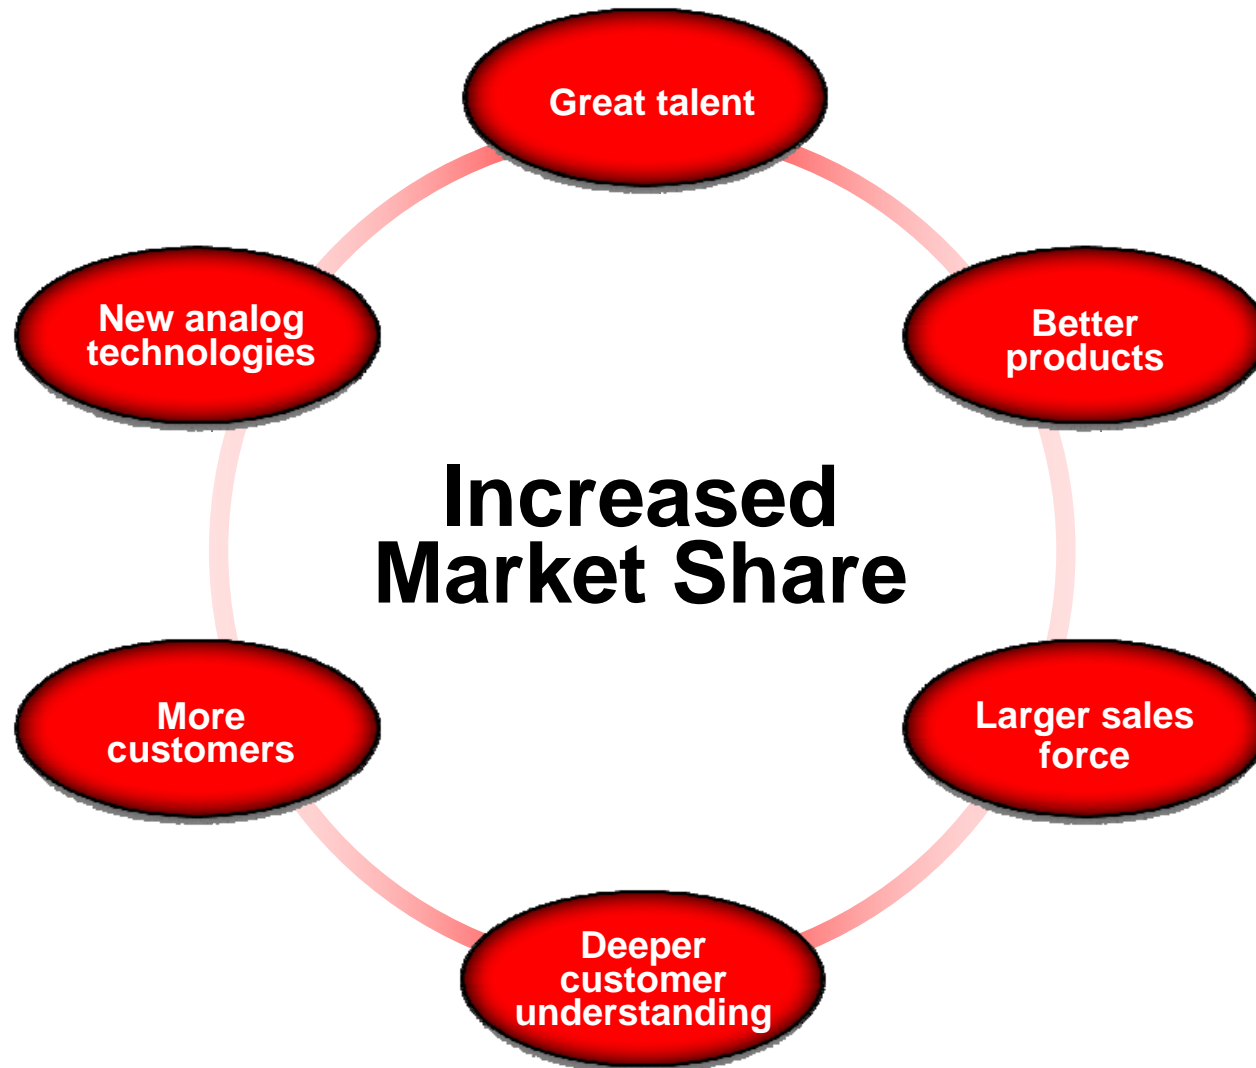 Great talent
New analog
technologies
Better
products
Increased
Market Share
More
customers
Larger sales
force
Deeper
customer
understanding